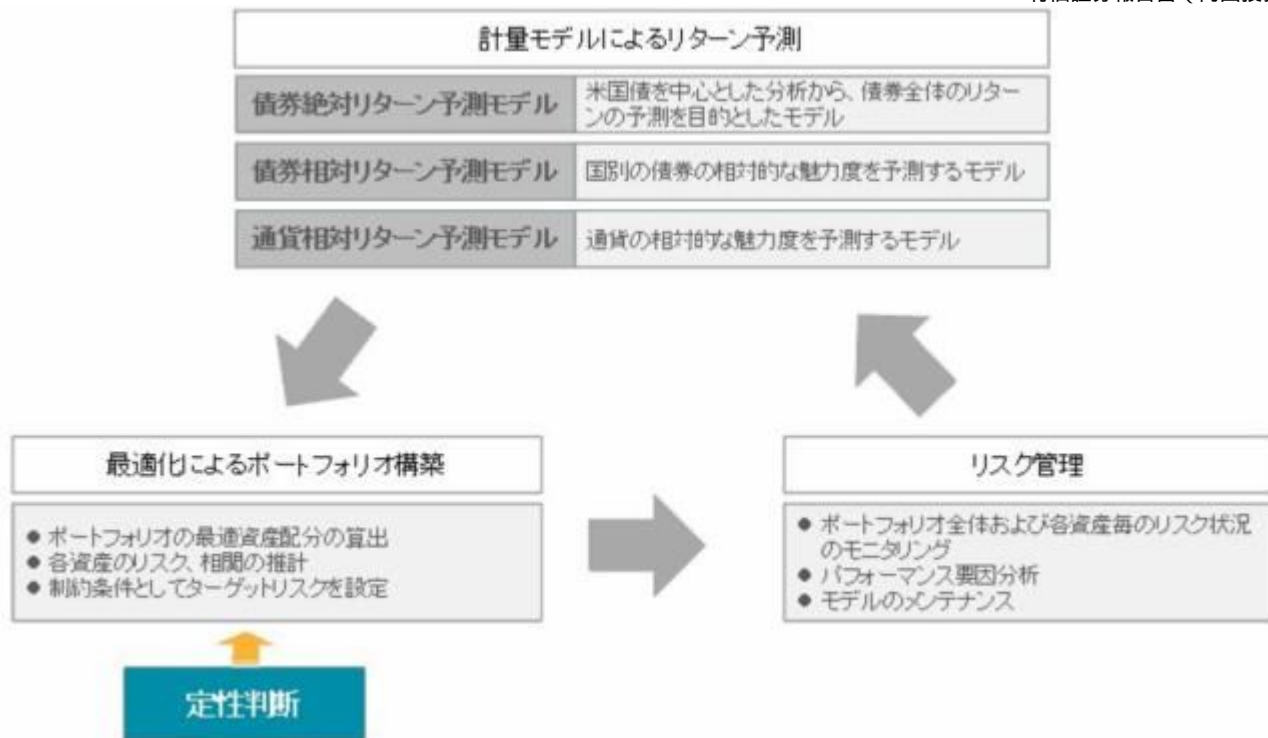 計量モデルによるリターン予測
債券絶対リターン予測モデル
米国債を中心とした分析から、債券全体のリター
ンの予測を目的としたモデル
債券相対リターン予測モデル
国別の債券の相対的な魅力度を予測するモデル
通貨相対リターン予測モデル
通貨の相対的な魅力度を予測するモデル
最適化によるポートフォリオ構築
● ポートフォリオの最適資産配分の算出
● 各資産のリスク、相関の推計
● 制約条件としてターゲットリスクを設定
定性判断
リスク管理
● ポートフォリオ全体および各資産毎のリスク状況
のモニタリング
● パフォーマンス要因分析
● モデルのメンテナンス